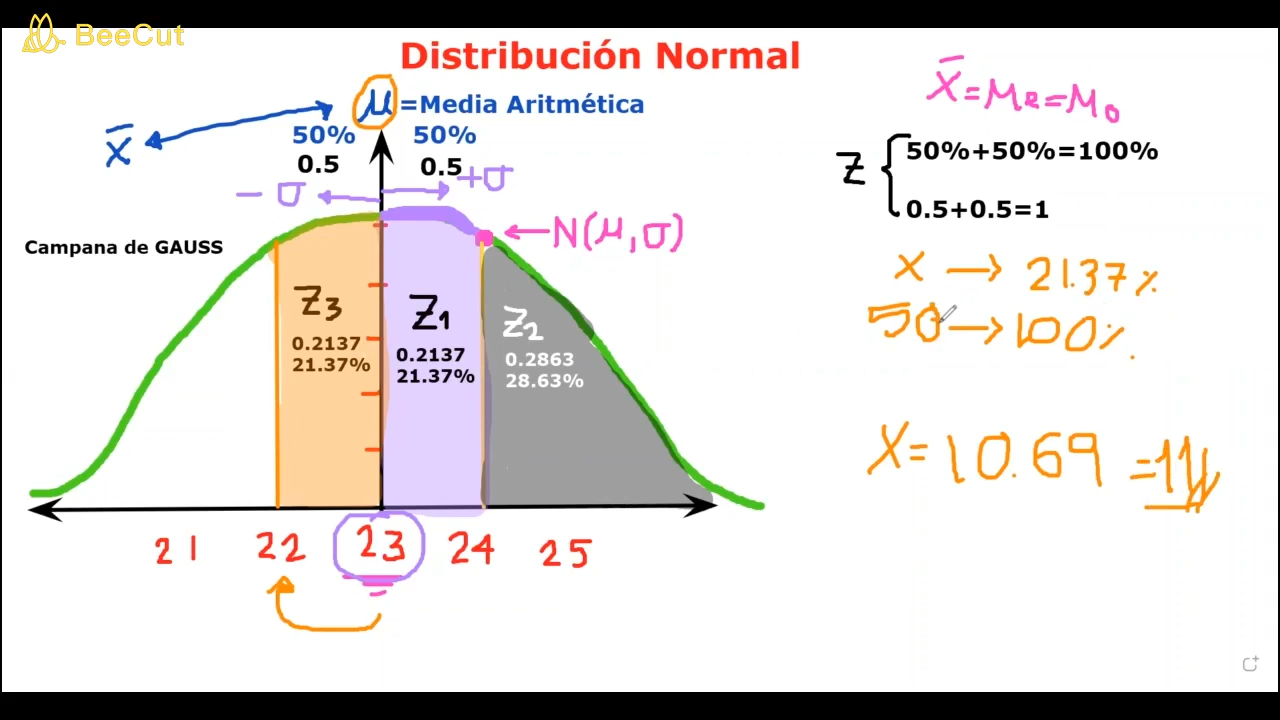 BeeCut
Distribución Normal
μ =Media Aritmética
X̄
50% 50%
0.5 0.5
-σ +σ
Campana de GAUSS
N(μ,σ)
Z3
0.2137
21.37%
Z1
0.2137
21.37%
Z2
0.2863
28.63%
21 22 23 24 25
X̄=Me=Mo
Z
50%+50%=100%
0.5+0.5=1
X → 21.37%
50 → 100%.
X=10.69 =11